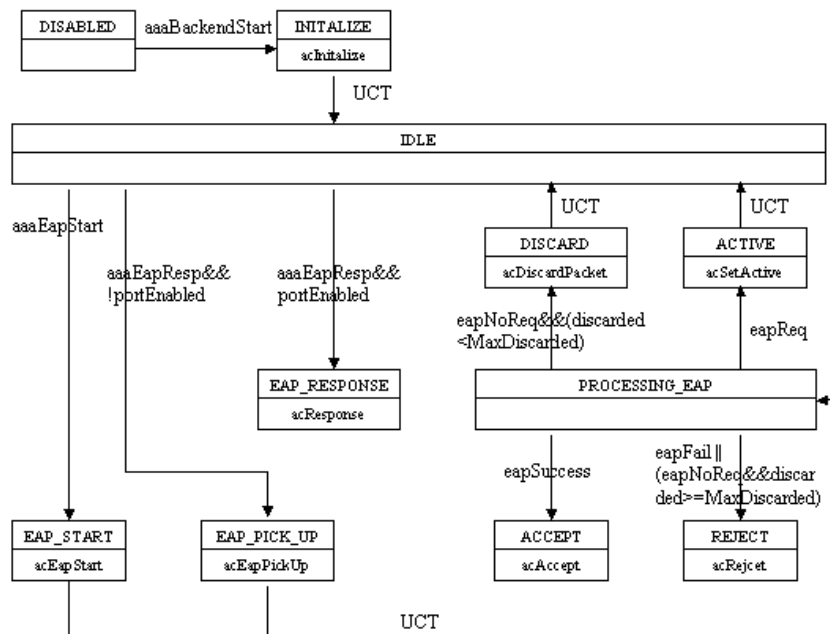 DISABLED
aaaBackendStart
INITALIZE
acInitalize
UCT
IDLE
aaaEapStart
aaaEapResp&&
!portEnabled
aaaEapResp&&
portEnabled
UCT
UCT
DISCARD
acDiscardPacket
ACTIVE
acSetActive
eapNoReq&&(discarded
<MaxDiscarded)
eapReq
EAP_RESPONSE
acResponse
PROCESSING_EAP
eapSuccess
eapFail ||
(eapNoReq&&discar
ded>=MaxDiscarded)
EAP_START
acEapStart
EAP_PICK_UP
acEapPickUp
ACCEPT
acAccept
REJECT
acRejcet
UCT